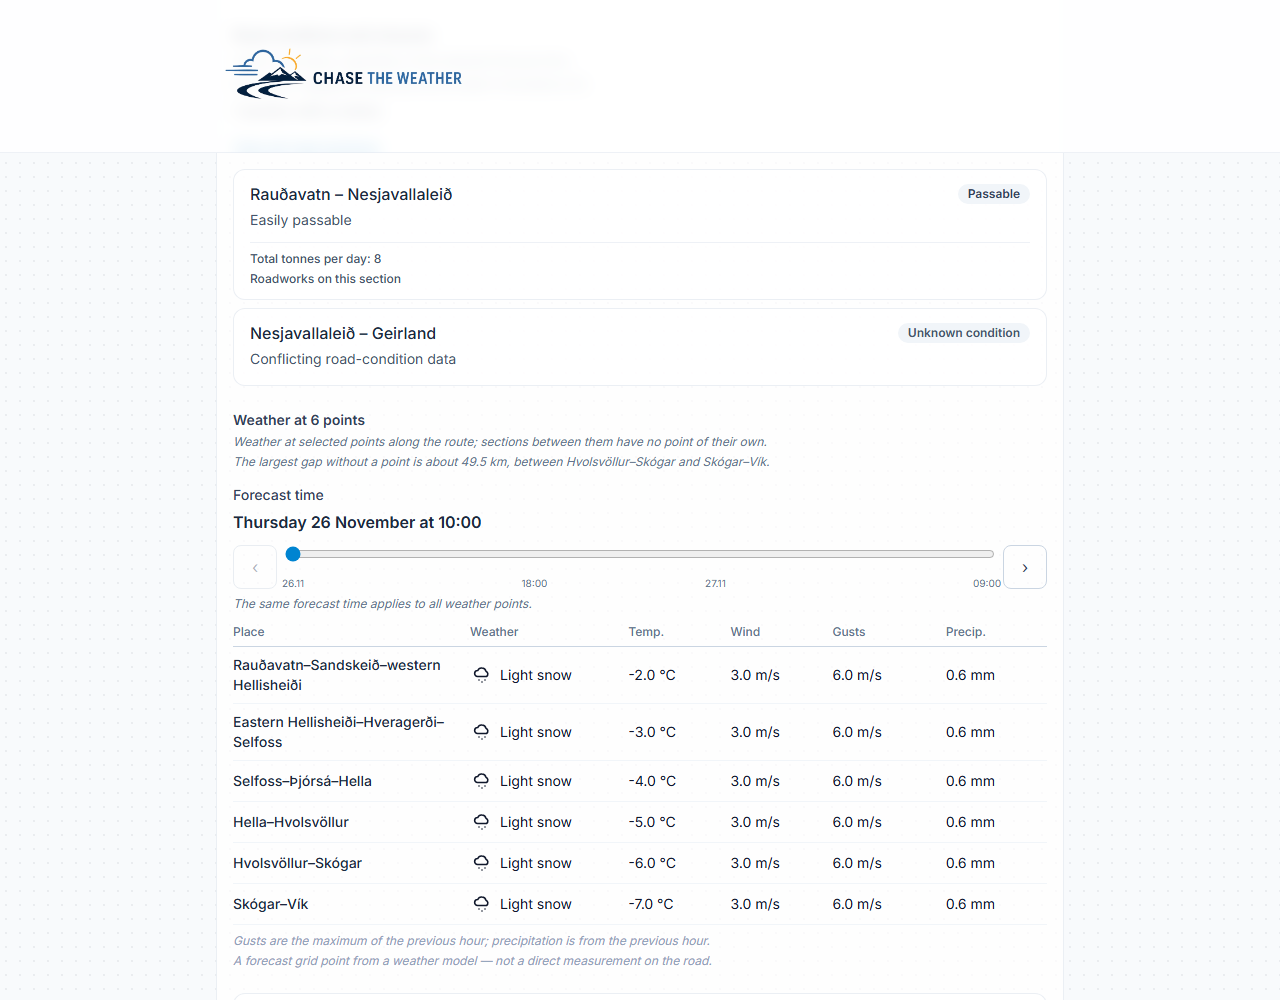 CHASE THE WEATHER
Rauðavatn – Nesjavallaleið
Passable
Easily passable
Total tonnes per day: 8
Roadworks on this section
Nesjavallaleið – Geirland
Unknown condition
Conflicting road-condition data
Weather at 6 points
Weather at selected points along the route; sections between them have no point of their own.
The largest gap without a point is about 49.5 km, between Hvolsvöllur–Skógar and Skógar–Vík.
Forecast time
Thursday 26 November at 10:00
‹
›
26.11 18:00 27.11 09:00
The same forecast time applies to all weather points.
Place Weather Temp. Wind Gusts Precip.
Rauðavatn–Sandskeið–western
Hellisheiði
Light snow -2.0 °C 3.0 m/s 6.0 m/s 0.6 mm
Eastern Hellisheiði–Hveragerði–
Selfoss
Light snow -3.0 °C 3.0 m/s 6.0 m/s 0.6 mm
Selfoss–Þjórsá–Hella Light snow -4.0 °C 3.0 m/s 6.0 m/s 0.6 mm
Hella–Hvolsvöllur Light snow -5.0 °C 3.0 m/s 6.0 m/s 0.6 mm
Hvolsvöllur–Skógar Light snow -6.0 °C 3.0 m/s 6.0 m/s 0.6 mm
Skógar–Vík Light snow -7.0 °C 3.0 m/s 6.0 m/s 0.6 mm
Gusts are the maximum of the previous hour; precipitation is from the previous hour.
A forecast grid point from a weather model — not a direct measurement on the road.